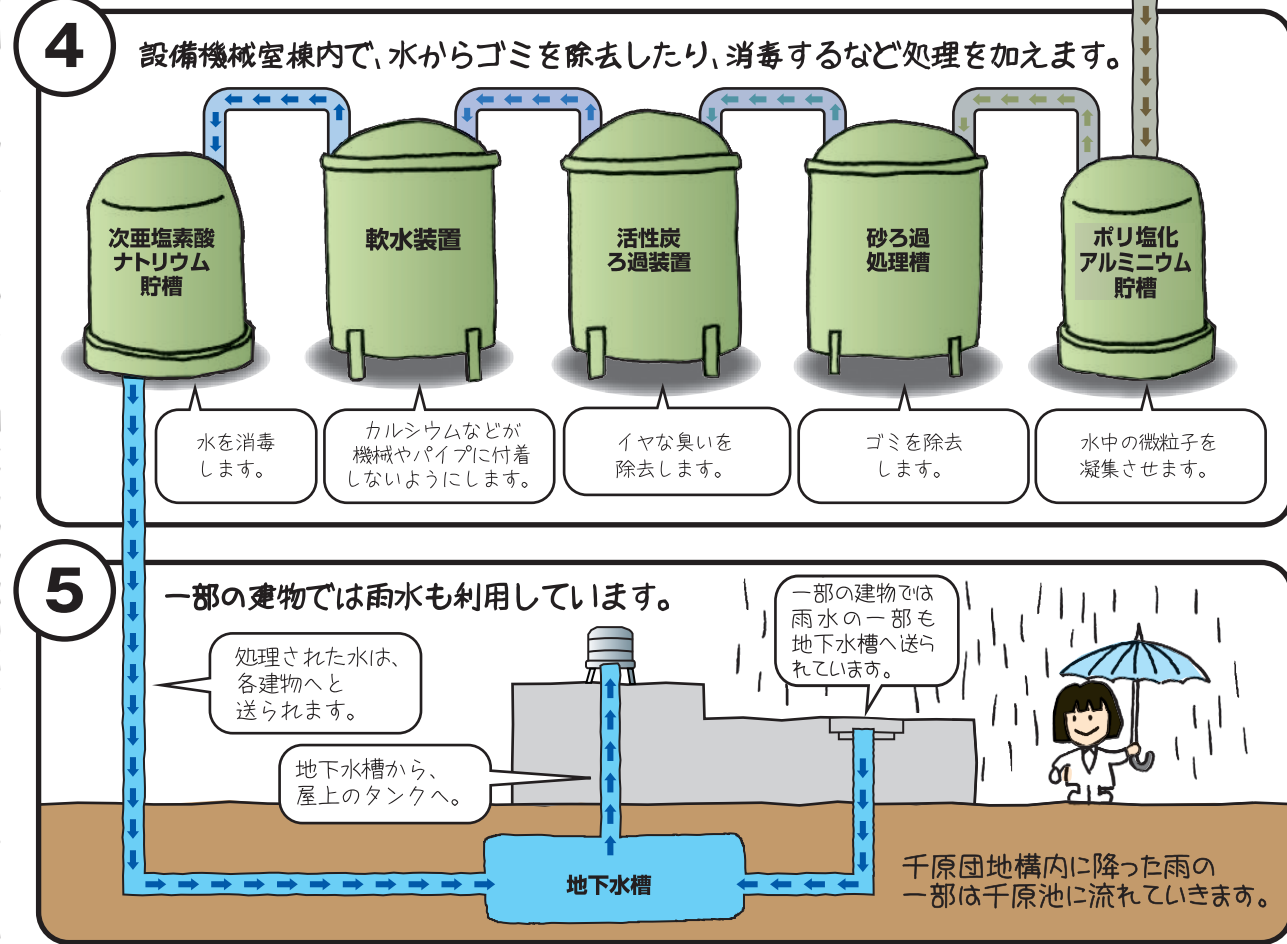 4
設備機械室棟内で、水からゴミを除去したり、消毒するなど処理を加えます。
次亜塩素酸
ナトリウム
貯槽
軟水装置
活性炭
ろ過装置
砂ろ過
処理槽
ポリ塩化
アルミニウム
貯槽
水を消毒
します。
カルシウムなどが
機械やパイプに付着
しないようにします。
イヤな臭いを
除去します。
ゴミを除去
します。
水中の微粒子を
凝集させます。
5
一部の建物では雨水も利用しています。
処理された水は、
各建物へと
送られます。
地下水槽から、
屋上のタンクへ。
一部の建物では
雨水の一部も
地下水槽へ送ら
れています。
地下水槽
千原団地構内に降った雨の
一部は千原池に流れていきます。